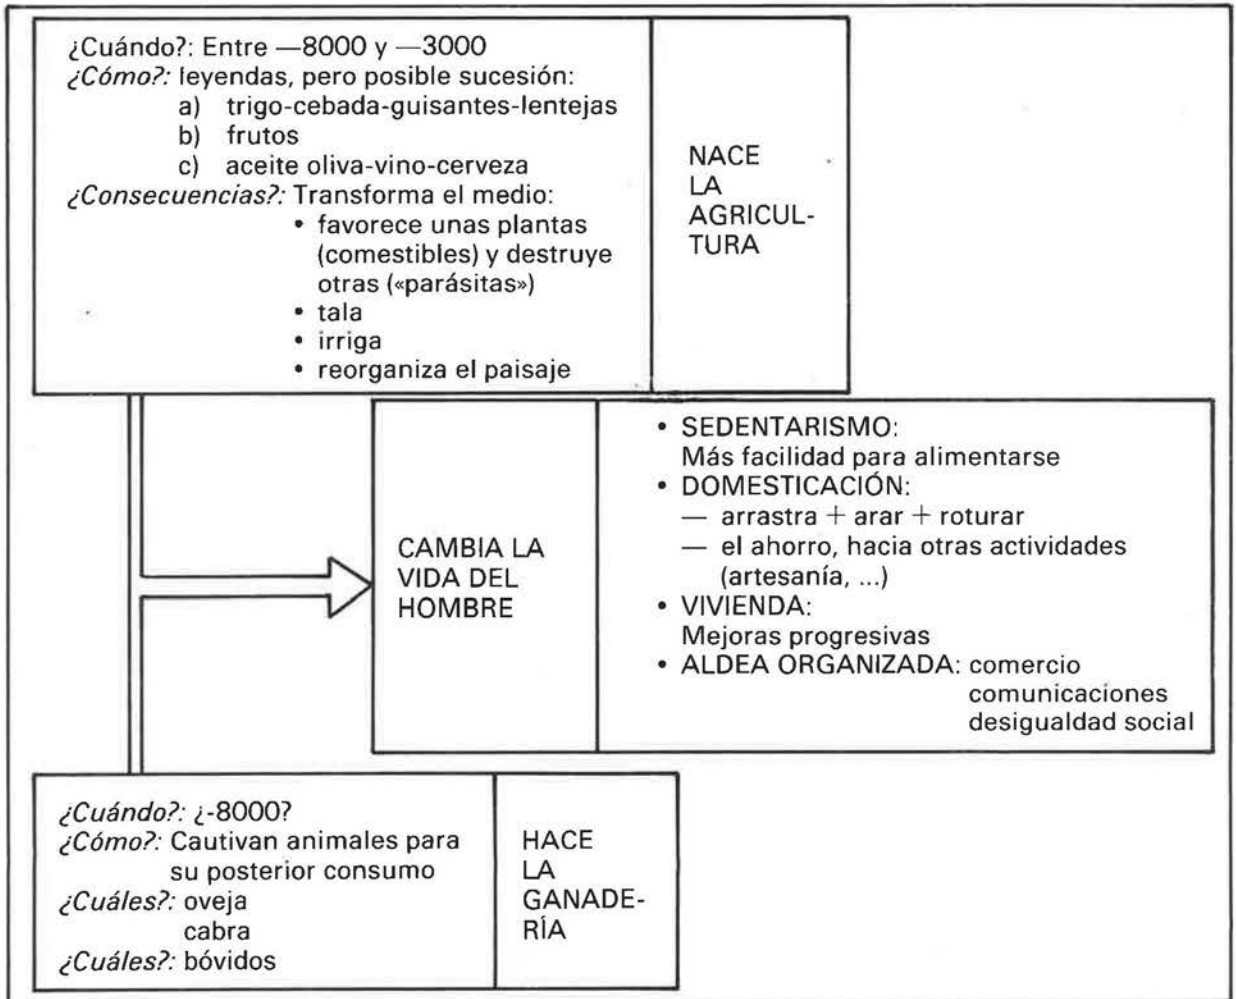 ¿Cuándo?: Entre —8000 y —3000
¿Cómo?: leyendas, pero posible sucesión:
a) trigo-cebada-guisantes-lentejas
b) frutos
c) aceite oliva-vino-cerveza
¿Consecuencias?: Transforma el medio:
• favorece unas plantas
(comestibles) y destruye
otras («parásitas»)
• tala
• irriga
• reorganiza el paisaje
NACE
LA
AGRICUL-
TURA
CAMBIA LA
VIDA DEL
HOMBRE
• SEDENTARISMO:
Más facilidad para alimentarse
• DOMESTICACIÓN:
— arrastra + arar + roturar
— el ahorro, hacia otras actividades
(artesanía, ...)
• VIVIENDA:
Mejoras progresivas
• ALDEA ORGANIZADA: comercio
comunicaciones
desigualdad social
¿Cuándo?: ¿-8000?
¿Cómo?: Cautivan animales para
su posterior consumo
¿Cuáles?: oveja
cabra
¿Cuáles?: bóvidos
HACE
LA
GANADE-
RÍA